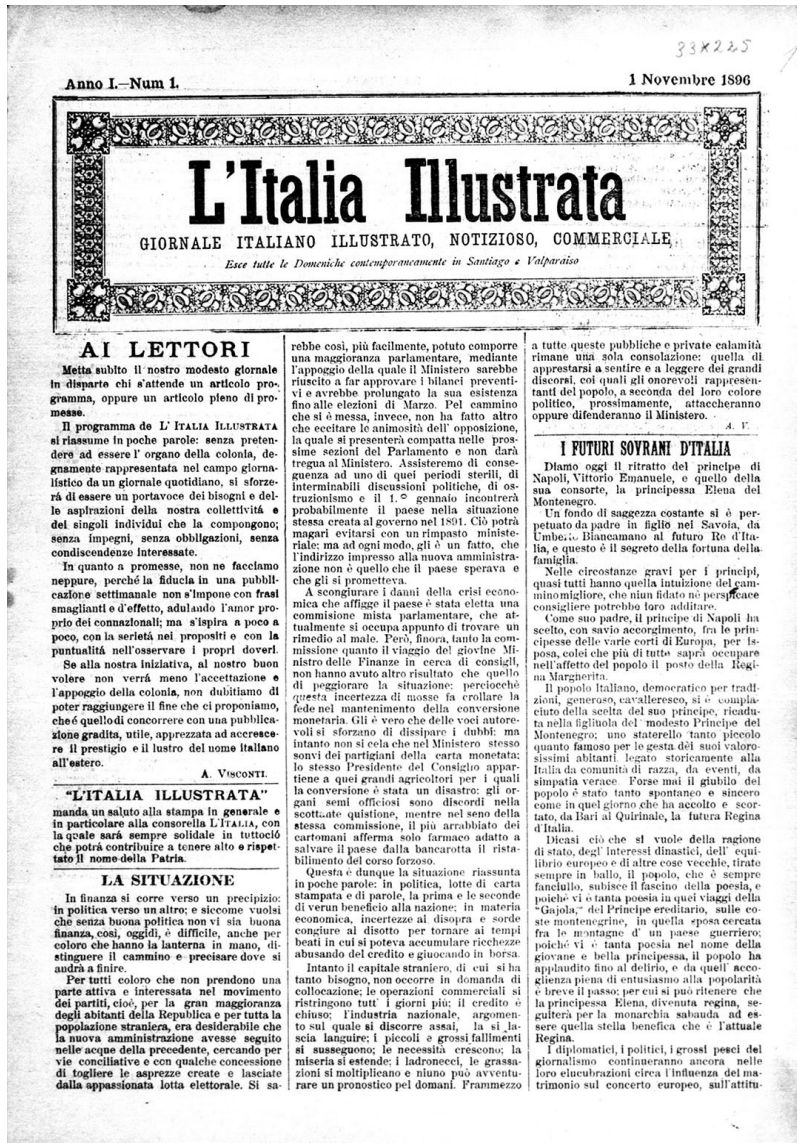 33x225
Anno I.—Num 1.
1 Novembre 1896
L'Italia Illustrata
GIORNALE ITALIANO ILLUSTRATO, NOTIZIOSO, COMMERCIALE
Esce tutte le Domeniche contemporaneamente in Santiago e Valparaiso
AI LETTORI
Metta subito il nostro modesto giornale
in disparte chi s'attende un articolo pro-
gramma, oppure un articolo pieno di pro-
messe.
Il programma de L' ITALIA ILLUSTRATA
si riassume in poche parole: senza preten-
dere ad essere l' organo della colonia, de-
gnamente rappresentata nel campo giorna-
listico da un giornale quotidiano, si sforze-
rá di essere un portavoce dei bisogni e del-
le aspirazioni della nostra collettivitá e
dei singoli individui che la compongono;
senza impegni, senza obbligazioni, senza
condiscendenze interessate.
In quanto a promesse, non ne facciamo
neppure, perché la fiducia in una pubbli-
cazione settimanale non s'impone con frasi
smaglianti e d'effetto, adulando l'amor pro-
prio dei connazionali; ma s'ispira a poco a
poco, con la serietá nei propositi e con la
puntualitá nell'osservare i propri doveri.
Se alla nostra iniziativa, al nostro buon
volere non verrá meno l'accettazione e
l'appoggio della colonia, non dubitiamo di
poter raggiungere il fine che ci proponiamo,
che é quello di concorrere con una pubblica-
zione gradita, utile, apprezzata ad accresce-
re il prestigio e il lustro del nome italiano
all'estero.
A. VISCONTI.
"L'ITALIA ILLUSTRATA"
manda un saluto alla stampa in generale e
in particolare alla consorella L'ITALIA, con
la quale sará sempre solidale in tuttociò
che potrá contribuire a tenere alto e rispet-
tato il nome della Patria.
LA SITUAZIONE
In finanza si corre verso un precipizio:
in politica verso un altro; e siccome vuolsi
che senza buona politica non vi sia buona
finanza, cosi, oggidi, è difficile, anche per
coloro che hanno la lanterna in mano, di-
stinguere il cammino e precisare dove si
andrà a finire.
Per tutti coloro che non prendono una
parte attiva e interessata nel movimento
dei partiti, cioè, per la gran maggioranza
degli abitanti della Republica e per tutta la
popolazione straniera, era desiderabile che
la nuova amministrazione avesse seguito
nelle acque della precedente, cercando per
vie conciliative e con qualche concessione
di togliere le asprezze create e lasciate
dalla appassionata lotta elettorale. Si sa-
rebbe così, più facilmente, potuto comporre
una maggioranza parlamentare, mediante
l'appoggio della quale il Ministero sarebbe
riuscito a far approvare i bilanci preventi-
vi e avrebbe prolungato la sua esistenza
fino alle elezioni di Marzo. Pel cammino
che si è messa, invece, non ha fatto altro
che eccitare le animosità dell' opposizione,
la quale si presenterà compatta nelle pros-
sime sezioni del Parlamento e non darà
tregua al Ministero. Assisteremo di conse-
guenza ad uno di quei periodi sterili, di
interminabili discussioni politiche, di os-
truzionismo e il 1.° gennaio incontrerà
probabilmente il paese nella situazione
stessa creata al governo nel 1891. Ciò potrà
magari evitarsi con un rimpasto ministe-
riale: ma ad ogni modo, gli è un fatto, che
l'indirizzo impresso alla nuova amministra-
zione non è quello che il paese sperava e
che gli si prometteva.
A scongiurare i danni della crisi econo-
mica che affigge il paese è stata eletta una
commisione mista parlamentare, che at-
tualmente si occupa appunto di trovare un
rimedio al male. Però, finora, tanto la com-
missione quanto il viaggio del giovine Mi-
nistro delle Finanze in cerca di consigli,
non hanno avuto altro risultato che quello
di peggiorare la situazione; perciocchè
questa incertezza di mosse fa crollare la
fede nel mantenimento della conversione
monetaria. Gli è vero che delle voci autore-
voli si sforzano di dissipare i dubbi: ma
intanto non si cela che nel Ministero stesso
sonvi dei partigiani della carta monetata;
lo stesso Presidente del Consiglio appar-
tiene a quei grandi agricoltori per i quali
la conversione è stata un disastro; gli or-
gani semi officiosi sono discordi nella
scottante quistione, mentre nel seno della
stessa commissione, il più arrabbiato dei
cartomani afferma solo farmaco adatto a
salvare il paese dalla bancarotta il rista-
bilimento del corso forzoso.
Questa è dunque la situazione riassunta
in poche parole: in politica, lotte di carta
stampata e di parole, la prima e le seconde
di verun beneficio alla nazione; in materia
economica, incertezze al disopra e sorde
congiure al disotto per tornare ai tempi
beati in cui si poteva accumulare ricchezze
abusando del credito e giuocando in borsa.
Intanto il capitale straniero, di cui si ha
tanto bisogno, non occorre in domanda di
collocazione; le operazioni commerciali si
ristringono tutt' i giorni più; il credito è
chiuso; l'industria nazionale, argomen-
to sul quale si discorre assai, la si la-
scia languire; i piccoli e grossi fallimenti
si susseguono; le necessità crescono; la
miseria si estende; i ladronecci, le grassa-
zioni si moltiplicano e niuno può avventu-
rare un pronostico pel domani. Frammezzo
a tutte queste pubbliche e private calamità
rimane una sola consolazione: quella di
apprestarsi a sentire e a leggere dei grandi
discorsi, coi quali gli onorevoli rappresen-
tanti del popolo, a seconda del loro colore
politico, prossimamente, attaccheranno
oppure difenderanno il Ministero.
A. V.
I FUTURI SOVRANI D'ITALIA
Diamo oggi il ritratto del principe di
Napoli, Vittorio Emanuele, e quello della
sua consorte, la principessa Elena del
Montenegro.
Un fondo di saggezza costante si è per-
petuato da padre in figlio nei Savoia, da
Umberto Biancamano al futuro Re d'Ita-
lia, e questo è il segreto della fortuna della
famiglia.
Nelle circostanze gravi per i principi,
quasi tutti hanno quella intuizione del cam-
mino migliore, che niun fidato nè perspicace
consigliere potrebbe loro additare.
Come suo padre, il principe di Napoli ha
scelto, con savio accorgimento, fra le prin-
cipesse delle varie corti di Europa, per is-
posa, colei che più di tutte saprà occupare
nell'affetto del popolo il posto della Regi-
na Margherita.
Il popolo Italiano, democratico per tradi-
zioni, generoso, cavalleresco, si è compia-
ciuto della scelta del suo principe, ricadu-
ta nella figliuola del modesto Principe del
Montenegro; uno staterello tanto piccolo
quanto famoso per le gesta dèi suoi valoro-
sissimi abitanti legato storicamente alla
Italia da comunità di razza, da eventi, da
simpatia verace. Forse mai il giubilo del
popolo è stato tanto spontaneo e sincero
come in quel giorno che ha accolto e scor-
tato, da Bari al Quirinale, la futura Regina
d'Italia.
Dicasi ciò che si vuole della ragione
di stato, degl' interessi dinastici, dell' equi-
librio europeo e di altre cose vecchie, tirate
sempre in ballo, il popolo, che è sempre
fanciullo, subisce il fascino della poesia, e
poichè vi è tanta poesia in quei viaggi della
"Gajola," del Principe ereditario, sulle co-
ste montenegrine, in quella sposa cercata
fra le montagne d' un paese guerriero;
poichè vi è tanta poesia nel nome della
giovane e bella principessa, il popolo ha
applaudito fino al delirio, e da quell' acco-
glienza piena di entusiasmo alla popolarità
è breve il passo; per cui si può ritenere che
la principessa Elena, divenuta regina, se-
guiterà per la monarchia sabauda ad es-
sere quella stella benefica che è l'attuale
Regina.
I diplomatici, i politici, i grossi pesci del
giornalismo continueranno ancora nelle
loro elucubrazioni circa l'influenza del ma-
trimonio sul concerto europeo, sull'attitu-